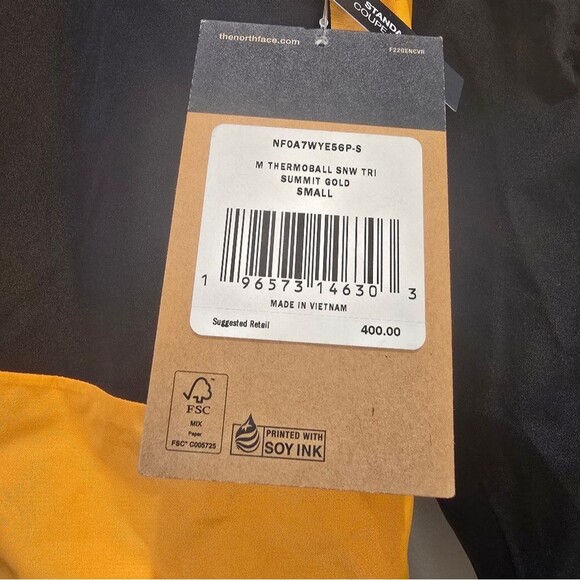 STANDA
COUPE
thenorthface.com
F220ENCVR
NF0A7WYE56P-S
M THERMOBALL SNW TRI
SUMMIT GOLD
SMALL
1 96573 14630 3
MADE IN VIETNAM
Suggested Retail 400.00
FSC
MIX
Paper
FSC® C005725
PRINTED WITH
SOY INK